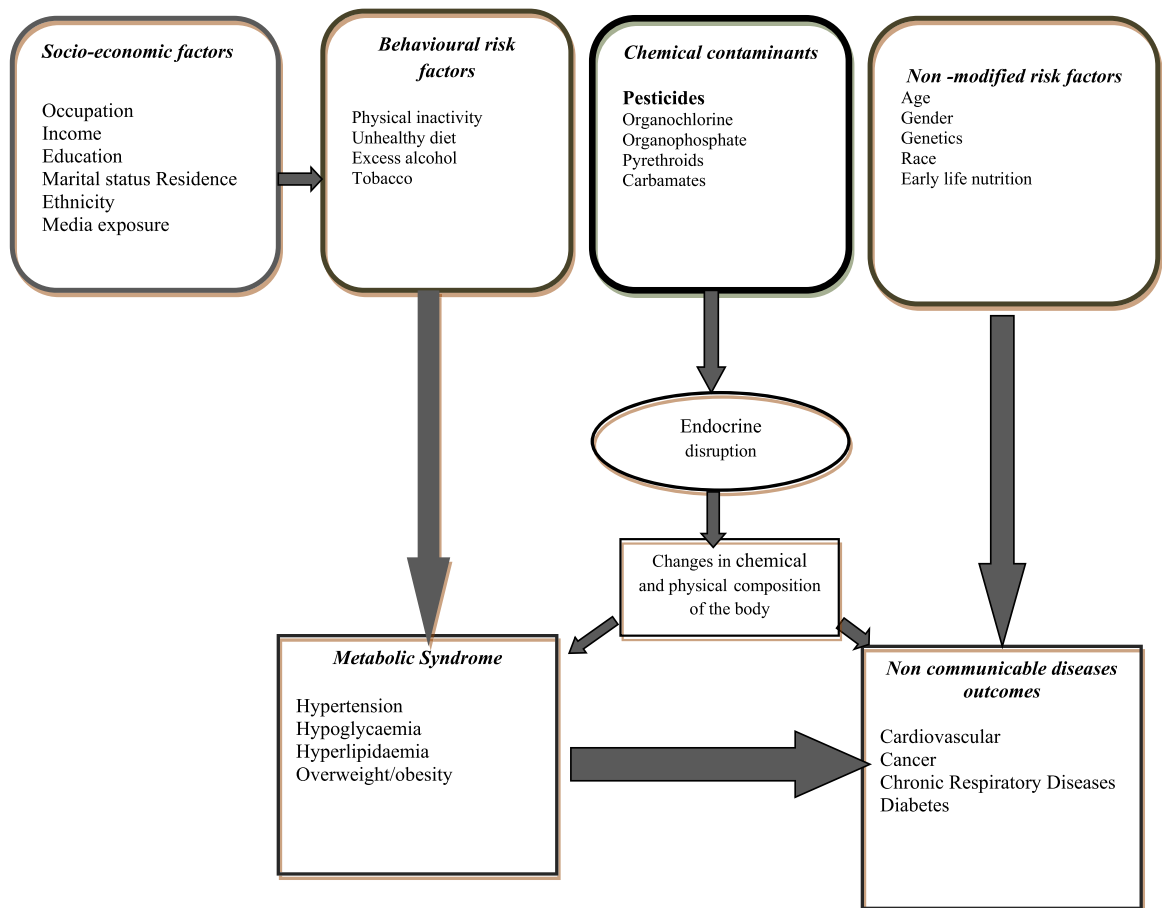 Socio-economic factors
Occupation
Income
Education
Marital status Residence
Ethnicity
Media exposure
Behavioural risk
factors
Physical inactivity
Unhealthy diet
Excess alcohol
Tobacco
Chemical contaminants
Pesticides
Organochlorine
Organophosphate
Pyrethroids
Carbamates
Non -modified risk factors
Age
Gender
Genetics
Race
Early life nutrition
Endocrine
disruption
Changes in chemical
and physical composition
of the body
Metabolic Syndrome
Hypertension
Hypoglycaemia
Hyperlipidaemia
Overweight/obesity
Non communicable diseases
outcomes
Cardiovascular
Cancer
Chronic Respiratory Diseases
Diabetes